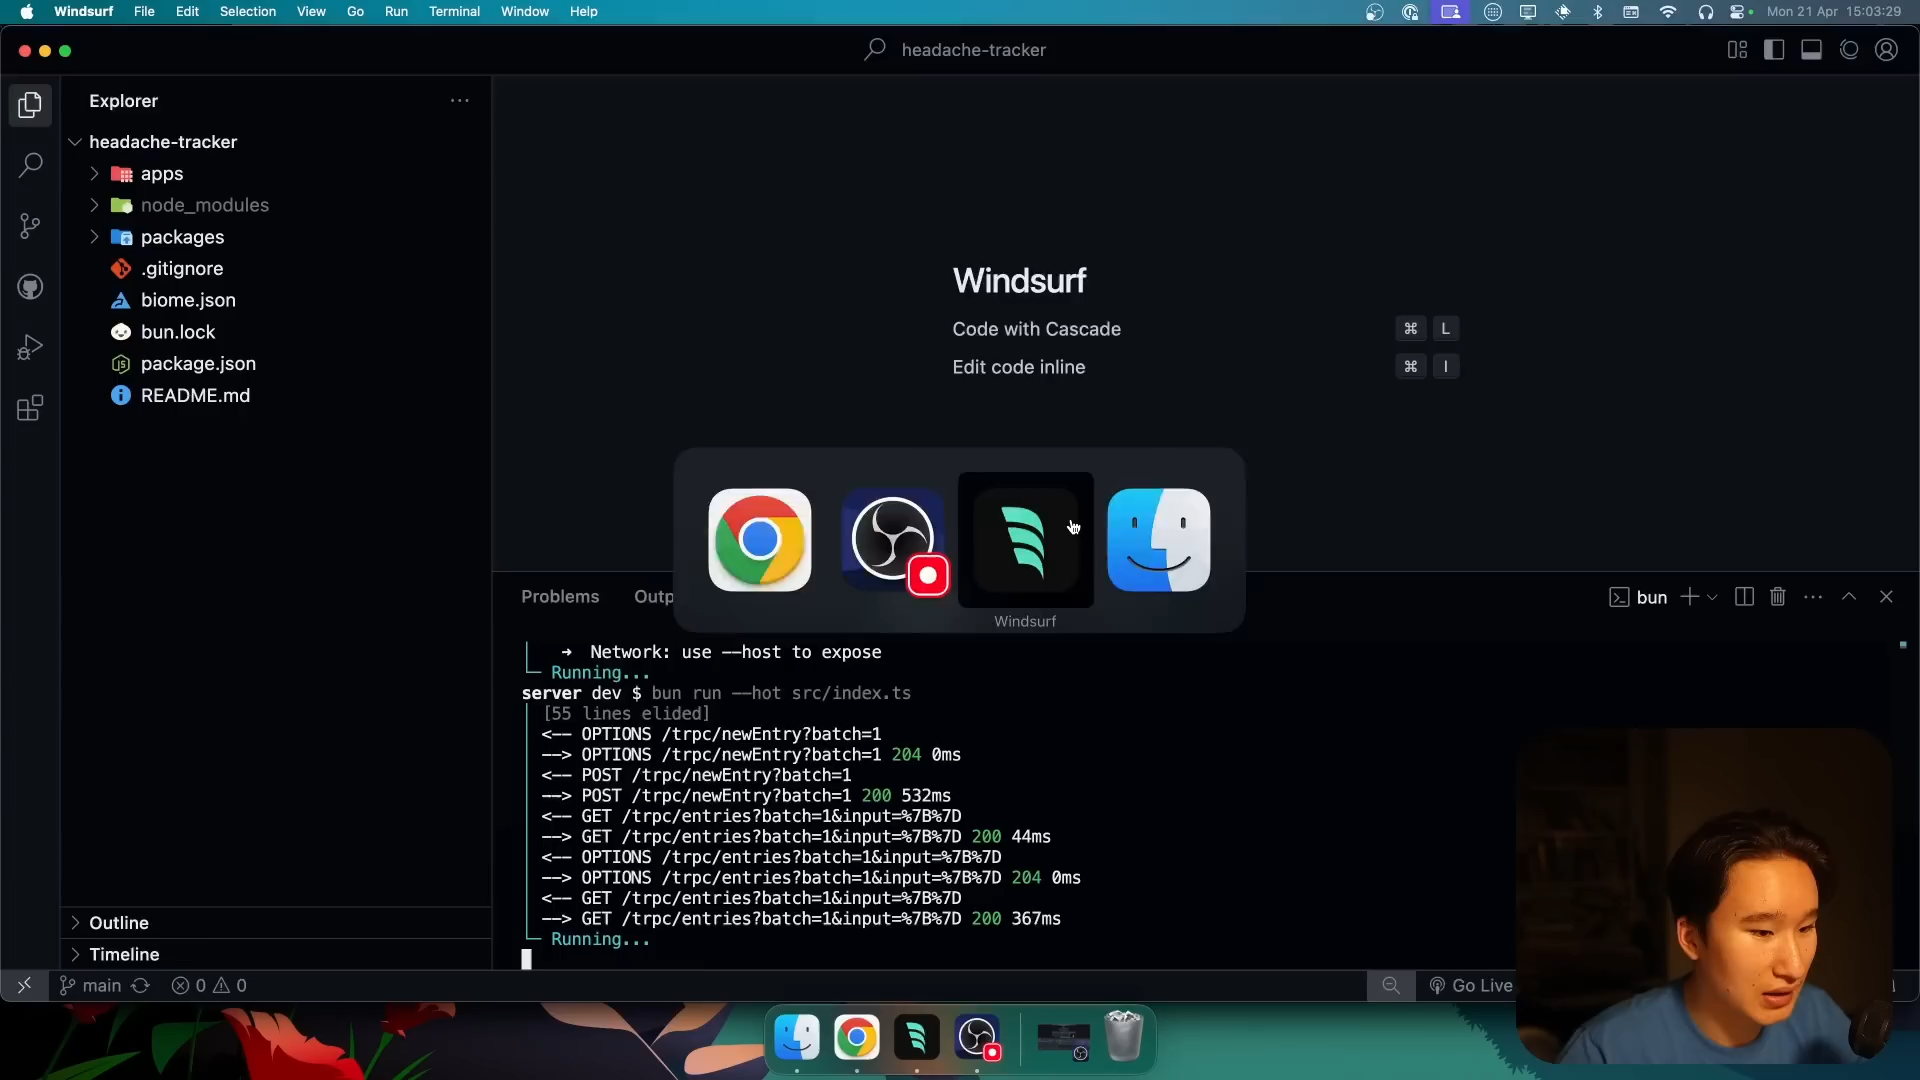 Windsurf File Edit Selection View Go Run Terminal Window Help Mon 21 Apr 15:03:29
headache-tracker
Explorer
headache-tracker
apps
node_modules
packages
.gitignore
biome.json
bun.lock
package.json
README.md
Outline
Timeline
Windsurf
Code with Cascade ⌘ L
Edit code inline ⌘ I
Windsurf
Problems Outp bun
→ Network: use --host to expose
Running...
server dev $ bun run --hot src/index.ts
[55 lines elided]
<-- OPTIONS /trpc/newEntry?batch=1
--> OPTIONS /trpc/newEntry?batch=1 204 0ms
<-- POST /trpc/newEntry?batch=1
--> POST /trpc/newEntry?batch=1 200 532ms
<-- GET /trpc/entries?batch=1&input=%7B%7D
--> GET /trpc/entries?batch=1&input=%7B%7D 200 44ms
<-- OPTIONS /trpc/entries?batch=1&input=%7B%7D
--> OPTIONS /trpc/entries?batch=1&input=%7B%7D 204 0ms
<-- GET /trpc/entries?batch=1&input=%7B%7D
--> GET /trpc/entries?batch=1&input=%7B%7D 200 367ms
Running...
main 0 0 Go Live